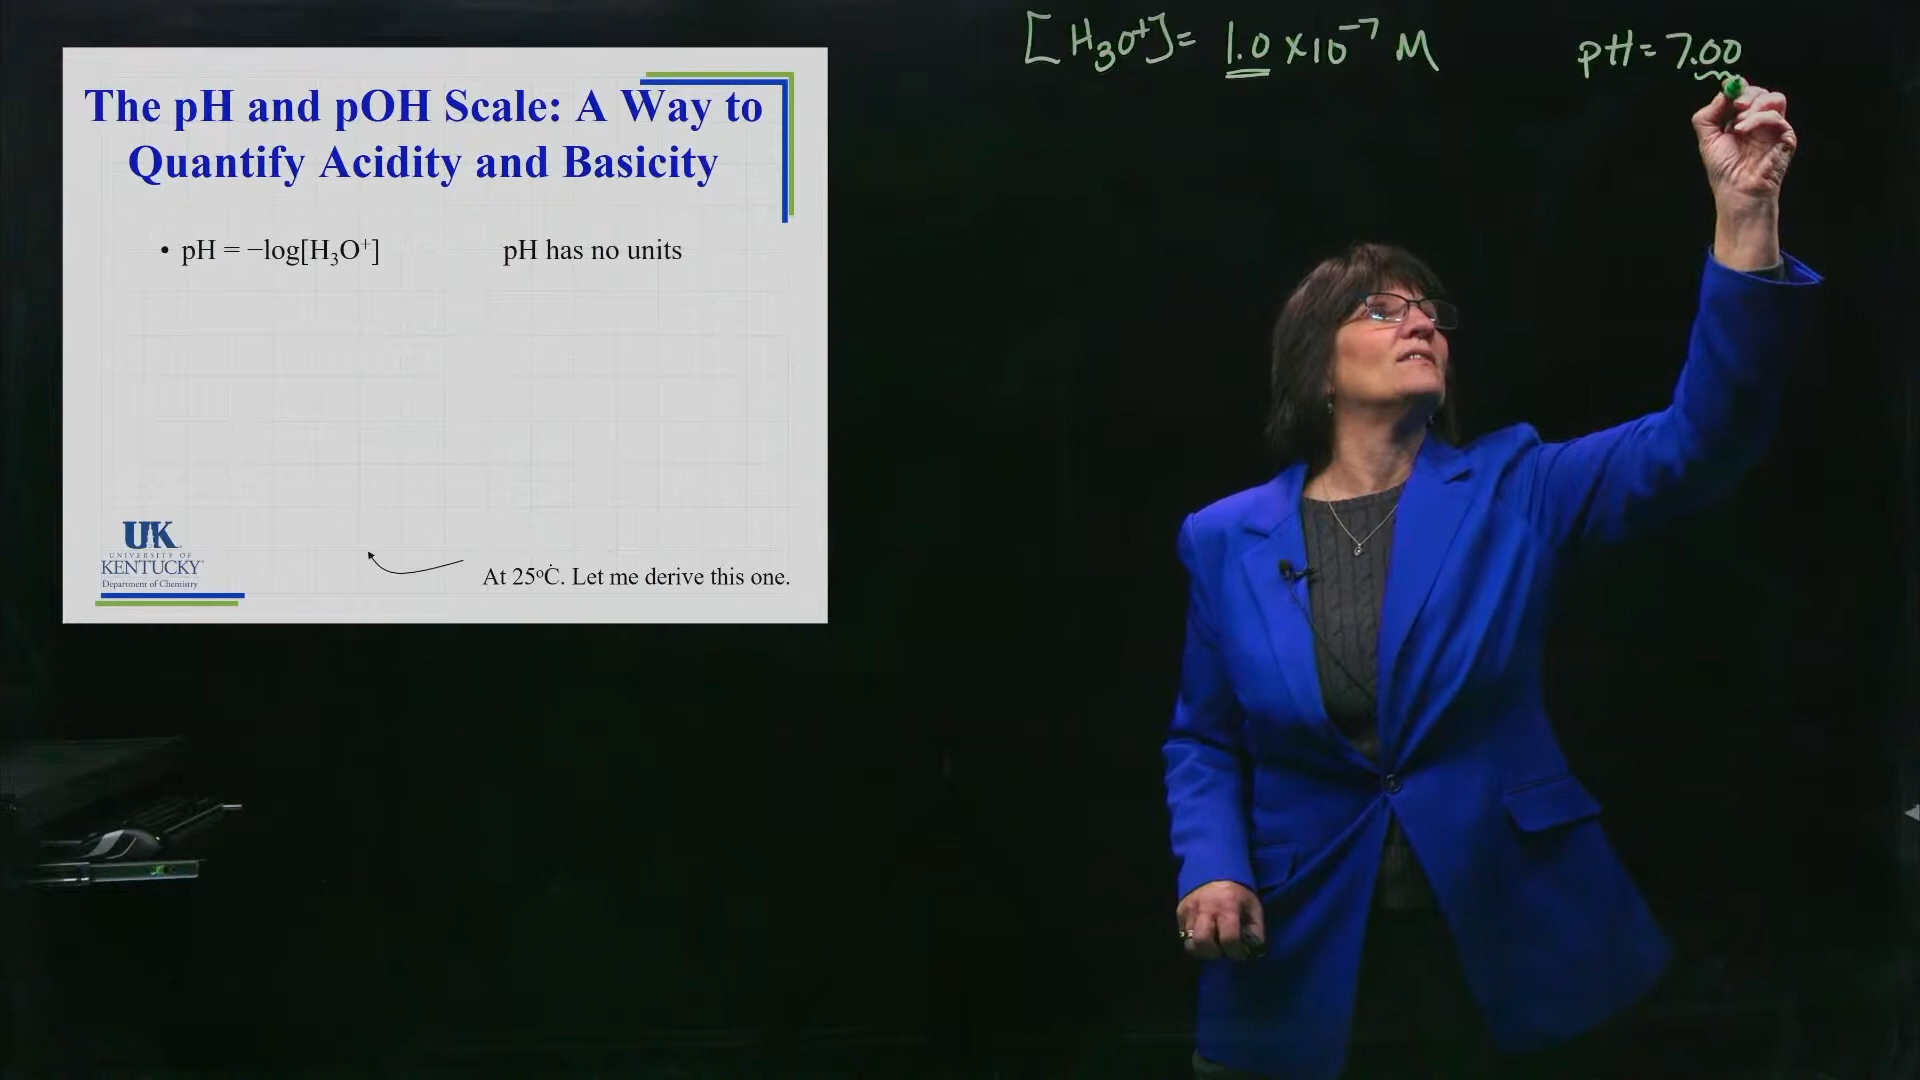 [H₃O⁺] = 1.0 × 10⁻⁷ M
pH = 7.00
The pH and pOH Scale: A Way to
Quantify Acidity and Basicity
• pH = −log[H₃O⁺]
pH has no units
At 25°C. Let me derive this one.
UK
UNIVERSITY OF
KENTUCKY
Department of Chemistry